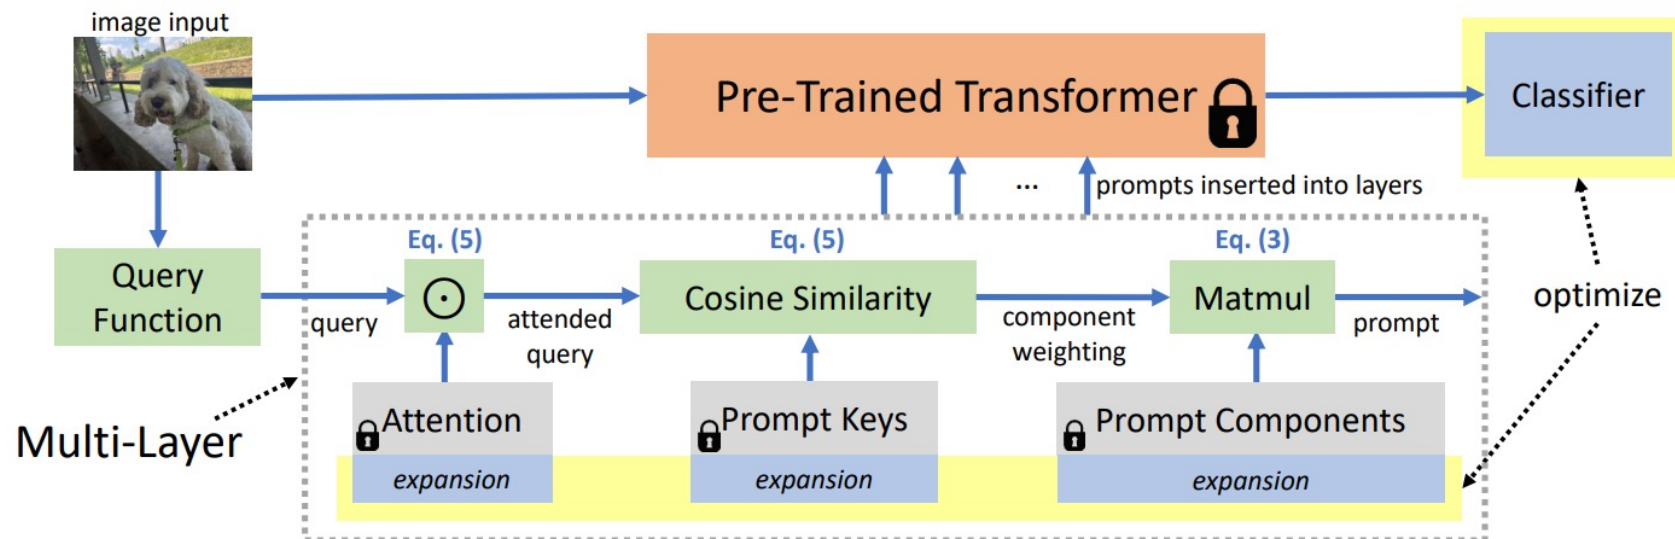 image input
Pre-Trained Transformer
Classifier
...
prompts inserted into layers
Eq. (5)
Eq. (5)
Eq. (3)
Query
Function
query
⊙
attended
query
Cosine Similarity
component
weighting
Matmul
prompt
optimize
Multi-Layer
Attention
Prompt Keys
Prompt Components
expansion
expansion
expansion